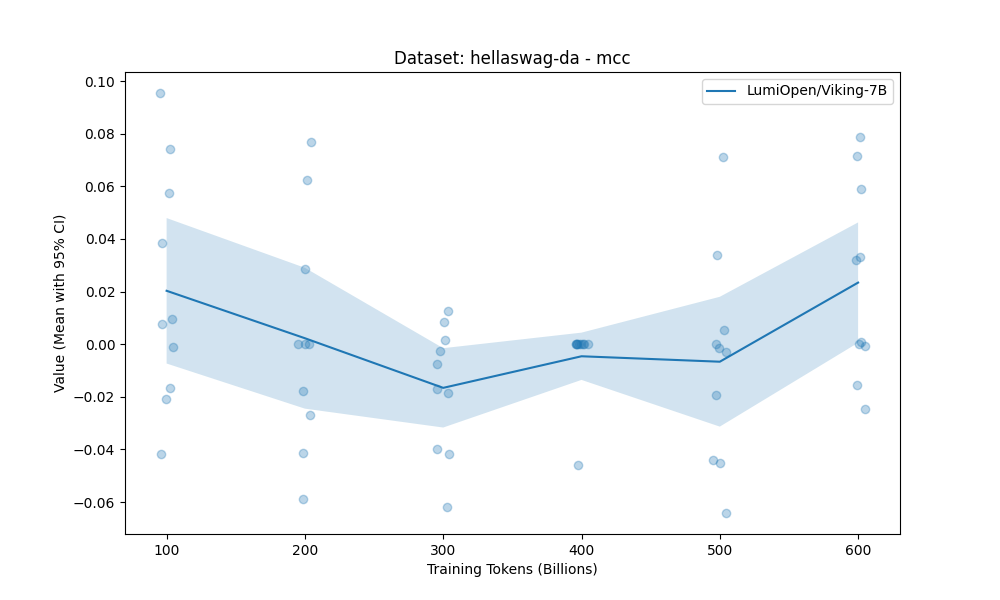 Dataset: hellaswag-da - mcc
LumiOpen/Viking-7B
Value (Mean with 95% CI)
0.10
0.08
0.06
0.04
0.02
0.00
−0.02
−0.04
−0.06
100 200 300 400 500 600
Training Tokens (Billions)